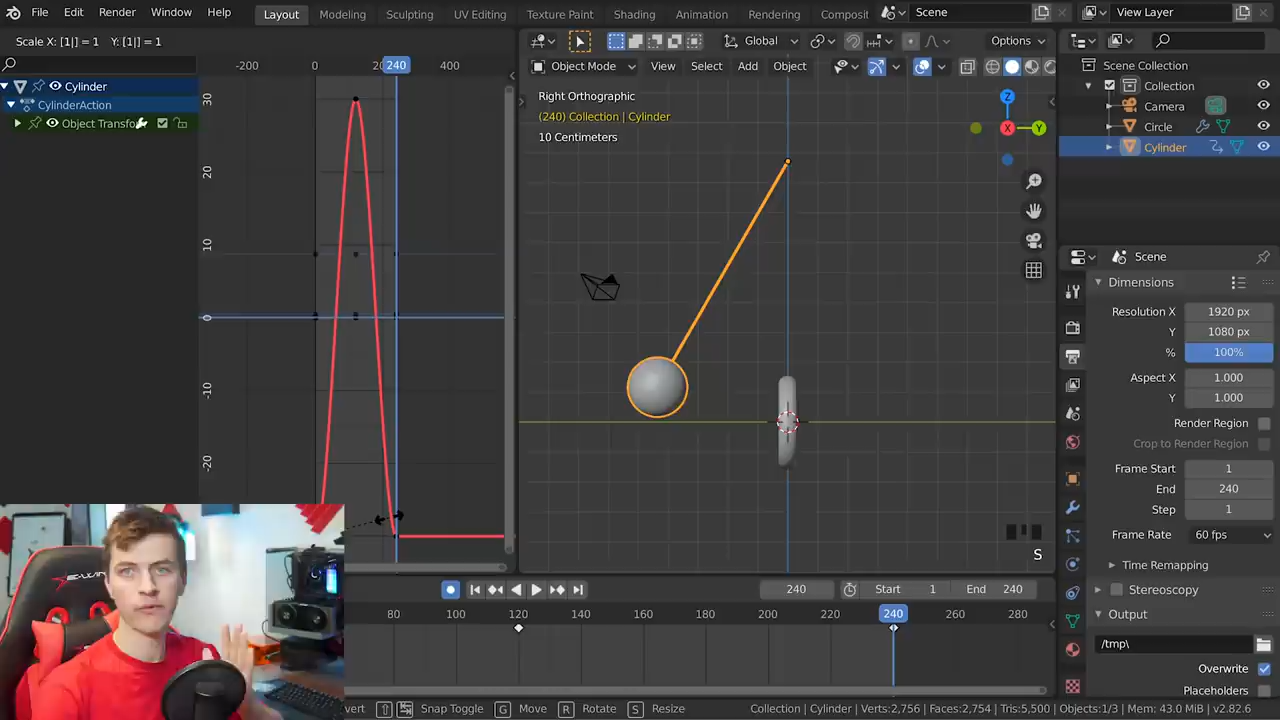 File Edit Render Window Help Layout Modeling Sculpting UV Editing Texture Paint Shading Animation Rendering Composit Scene View Layer
Scale X: [1|] = 1 Y: [1|] = 1
Global Options
Object Mode View Select Add Object
-200 0 20 240 400
Cylinder
CylinderAction
Object Transfo
30
20
10
0
-10
-20
Right Orthographic
(240) Collection | Cylinder
10 Centimeters
Z
X Y
S
Scene Collection
Collection
Camera
Circle
Cylinder
Scene
Dimensions
Resolution X 1920 px
Y 1080 px
% 100%
Aspect X 1.000
Y 1.000
Render Region
Crop to Render Region
Frame Start 1
End 240
Step 1
Frame Rate 60 fps
Time Remapping
Stereoscopy
Output
/tmp\
Overwrite
Placeholders
240 Start 1 End 240
80 100 120 140 160 180 200 220 240 260 280
vert Snap Toggle G Move R Rotate S Resize
Collection | Cylinder | Verts:2,756 | Faces:2,754 | Tris:5,500 | Objects:1/3 | Mem: 43.0 MiB | v2.82.6